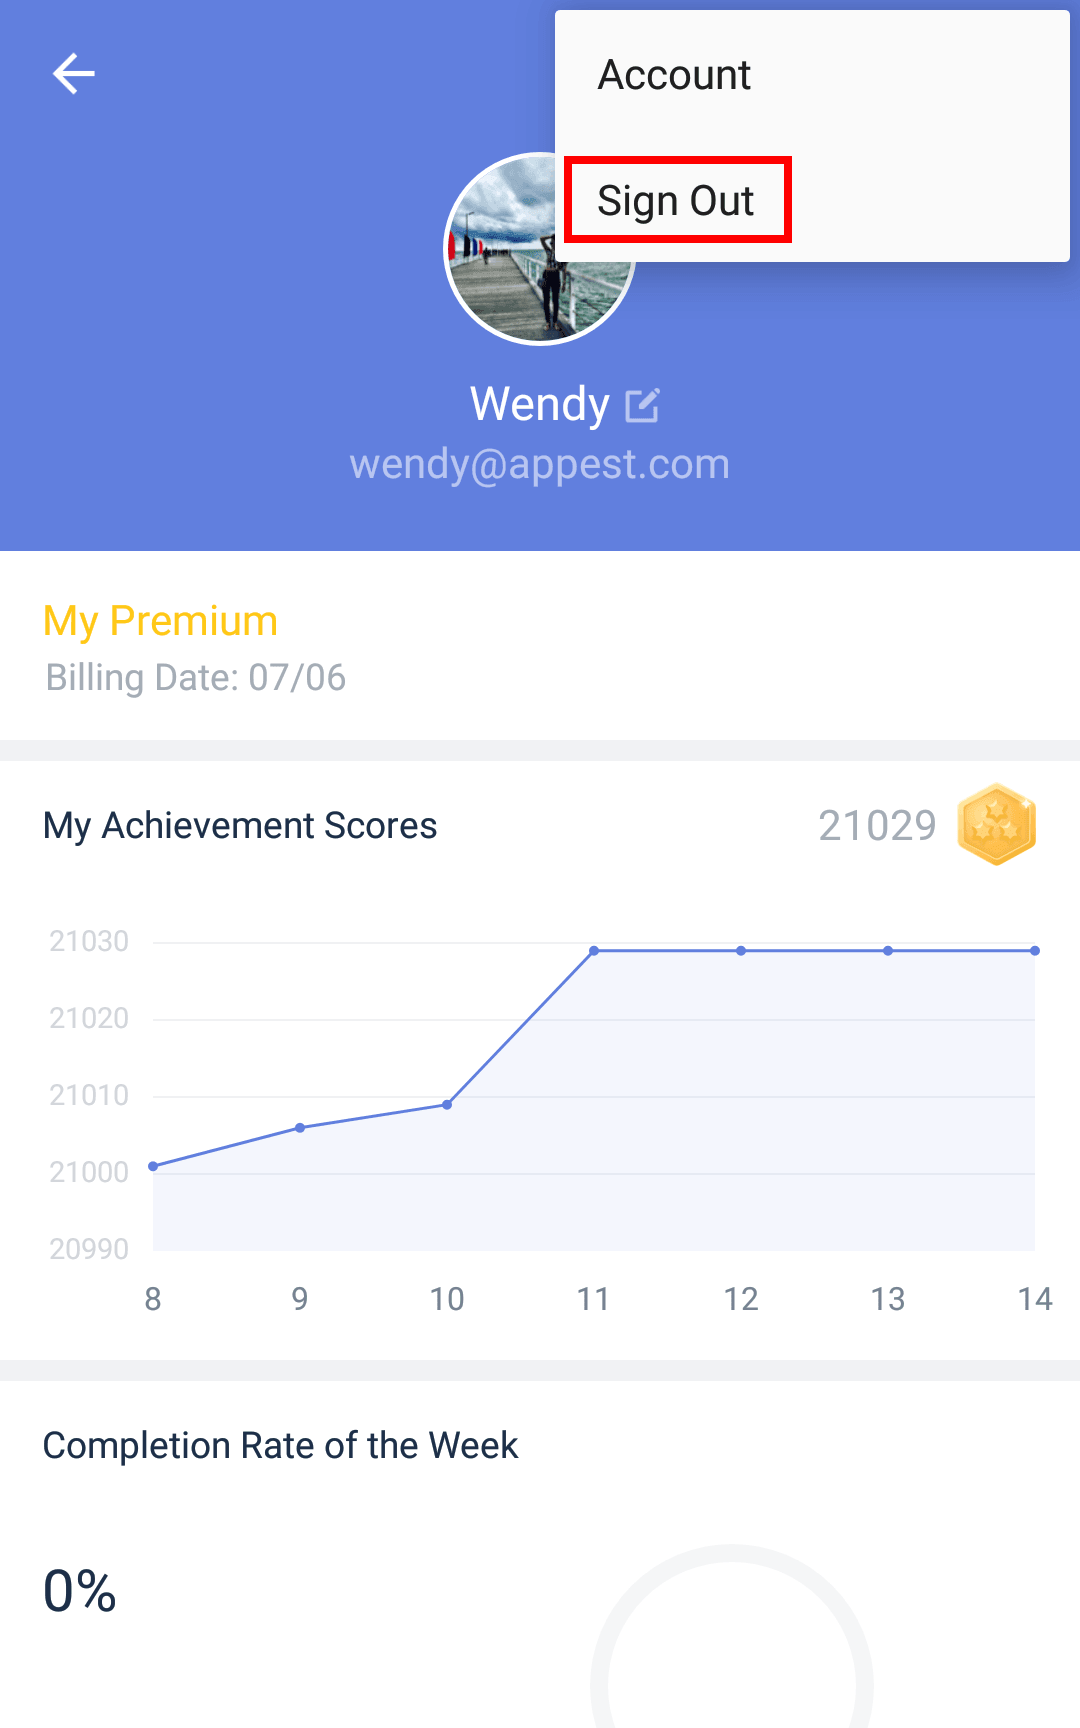 Account
Sign Out
Wendy
wendy@appest.com
My Premium
Billing Date: 07/06
My Achievement Scores 21029
21030
21020
21010
21000
20990
8 9 10 11 12 13 14
Completion Rate of the Week
0%